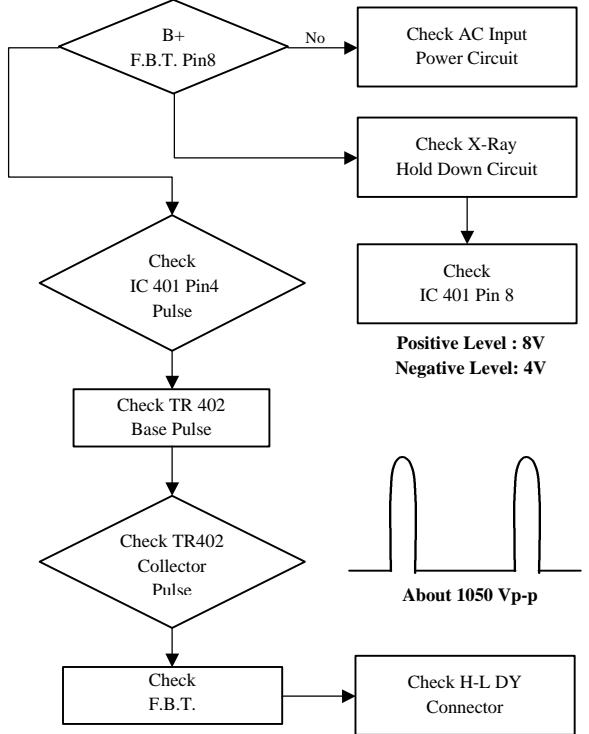 B+
F.B.T. Pin8
No
Check AC Input
Power Circuit
Check X-Ray
Hold Down Circuit
Check
IC 401 Pin4
Pulse
Check
IC 401 Pin 8
Positive Level : 8V
Negative Level: 4V
Check TR 402
Base Pulse
Check TR402
Collector
Pulse
About 1050 Vp-p
Check
F.B.T.
Check H-L DY
Connector